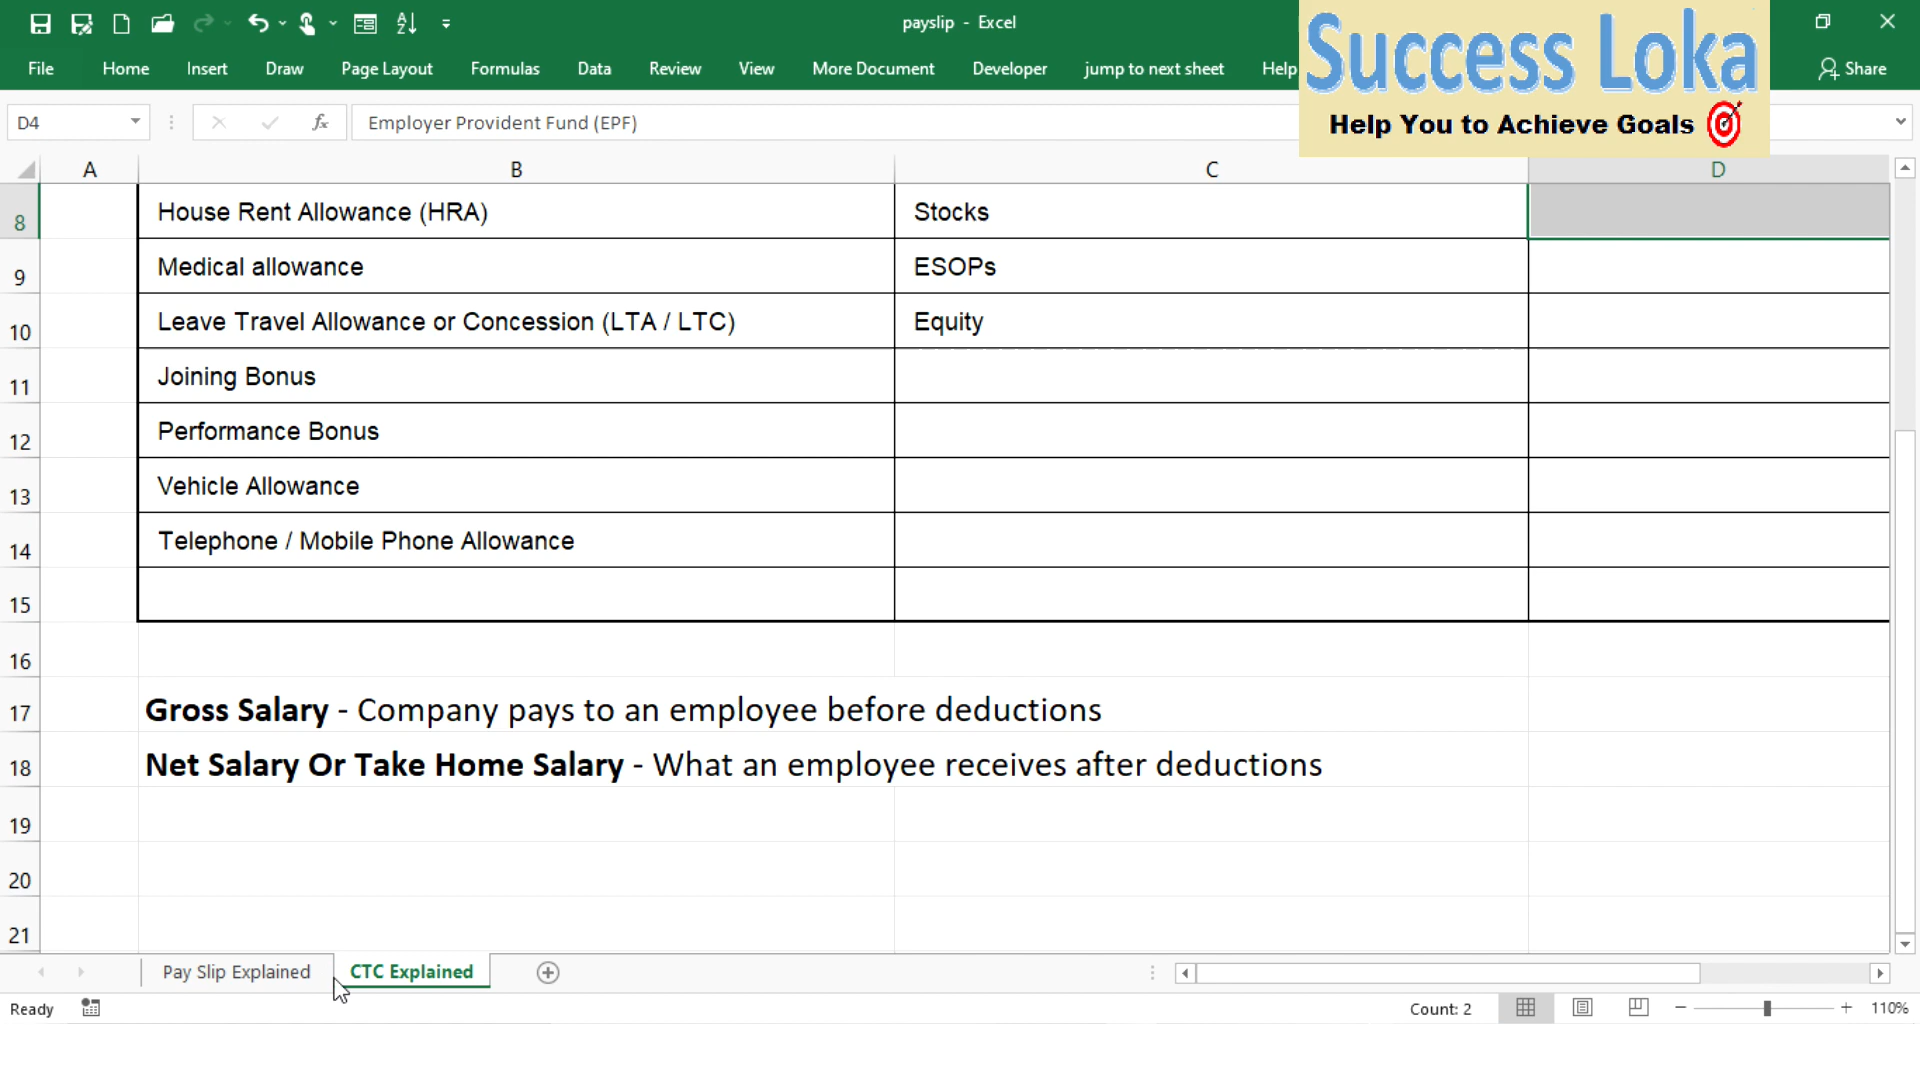 payslip - Excel
Success Loka
Help You to Achieve Goals
File Home Insert Draw Page Layout Formulas Data Review View More Document Developer jump to next sheet Help Share
D4 fx Employer Provident Fund (EPF)
A B C D
8 House Rent Allowance (HRA) Stocks
9 Medical allowance ESOPs
10 Leave Travel Allowance or Concession (LTA / LTC) Equity
11 Joining Bonus
12 Performance Bonus
13 Vehicle Allowance
14 Telephone / Mobile Phone Allowance
15
16
17 Gross Salary - Company pays to an employee before deductions
18 Net Salary Or Take Home Salary - What an employee receives after deductions
19
20
21
Pay Slip Explained CTC Explained
Ready Count: 2 110%